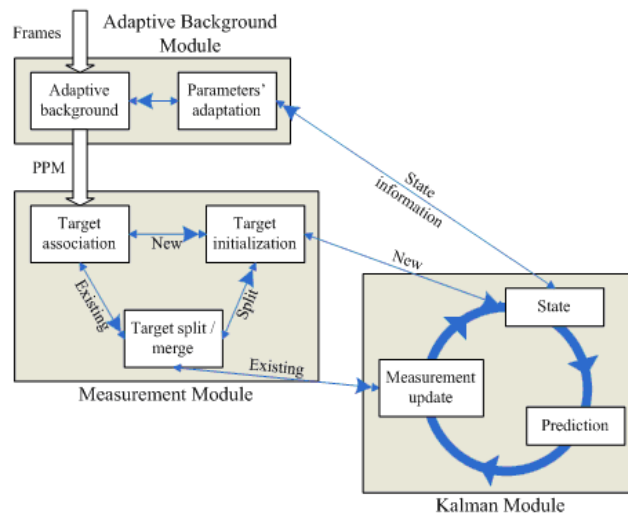 Frames
Adaptive Background
Module
Adaptive
background
Parameters'
adaptation
PPM
State
information
Target
association
New
Target
initialization
New
Existing
Split
Target split /
merge
Existing
Measurement Module
State
Measurement
update
Prediction
Kalman Module